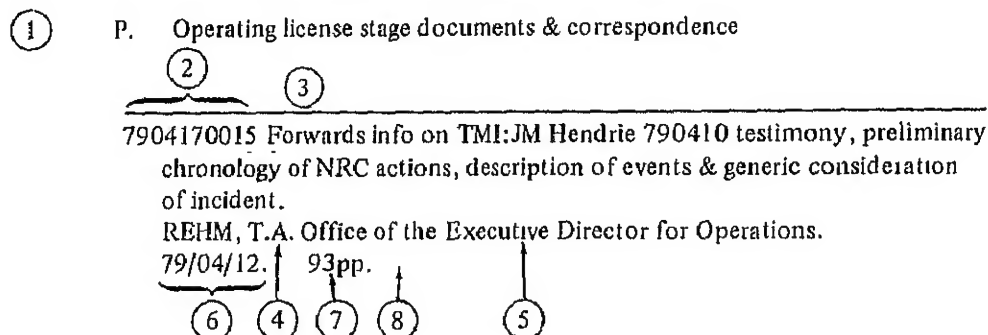 ① P. Operating license stage documents & correspondence
② ③
7904170015 Forwards info on TMI:JM Hendrie 790410 testimony, preliminary
chronology of NRC actions, description of events & generic consideration
of incident.
REHM, T.A. Office of the Executive Director for Operations.
79/04/12. 93pp.
⑥ ④ ⑦ ⑧ ⑤